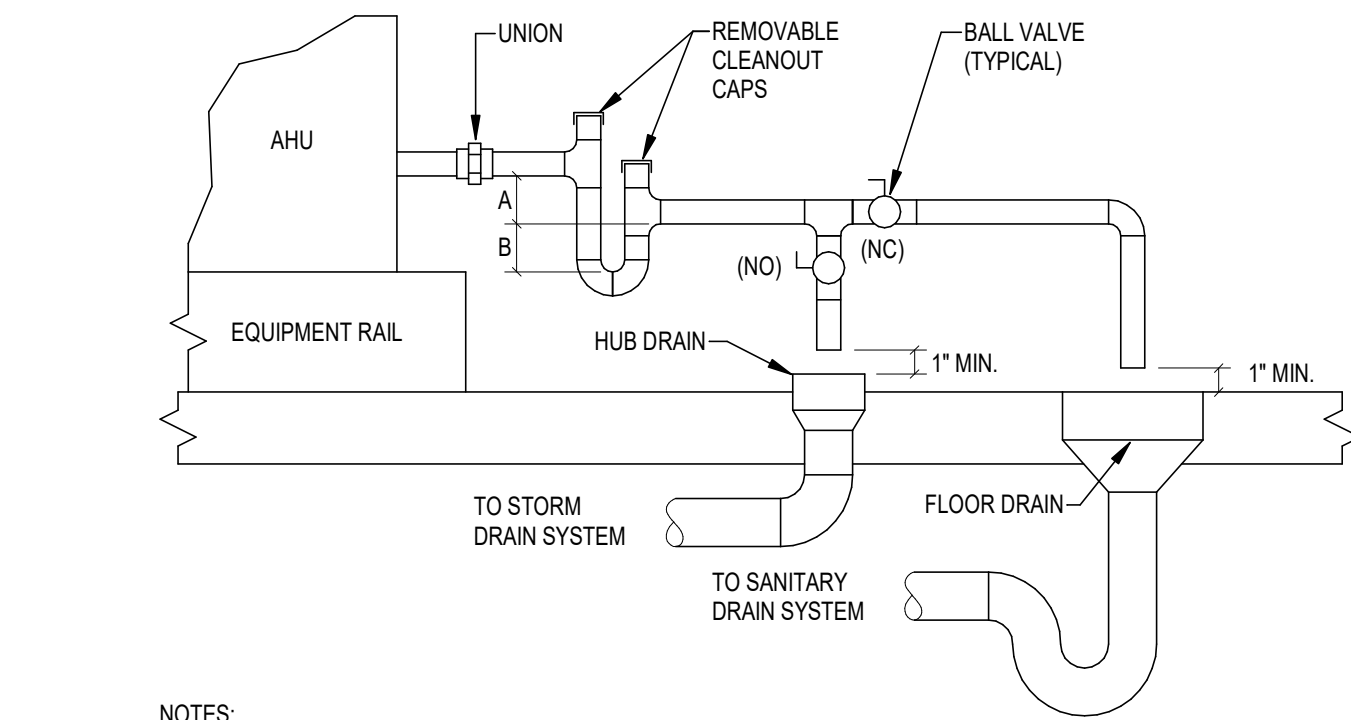 UNION
REMOVABLE
CLEANOUT
CAPS
BALL VALVE
(TYPICAL)
AHU
A
B
(NO)
(NC)
EQUIPMENT RAIL
HUB DRAIN
1" MIN.
1" MIN.
TO STORM
DRAIN SYSTEM
FLOOR DRAIN
TO SANITARY
DRAIN SYSTEM
NOTES: